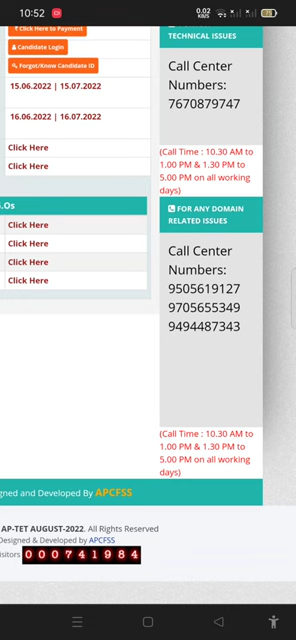 10:52
0.02
KB/S
Click Here to Payment
Candidate Login
Forgot/Know Candidate ID
15.06.2022 | 15.07.2022
16.06.2022 | 16.07.2022
Click Here
Click Here
.Os
Click Here
Click Here
Click Here
Click Here
TECHNICAL ISSUES
Call Center
Numbers:
7670879747
(Call Time : 10.30 AM to
1.00 PM & 1.30 PM to
5.00 PM on all working
days)
FOR ANY DOMAIN
RELATED ISSUES
Call Center
Numbers:
9505619127
9705655349
9494487343
(Call Time : 10.30 AM to
1.00 PM & 1.30 PM to
5.00 PM on all working
days)
gned and Developed By APCFSS
AP-TET AUGUST-2022. All Rights Reserved
Designed & Developed by APCFSS
isitors 000741984